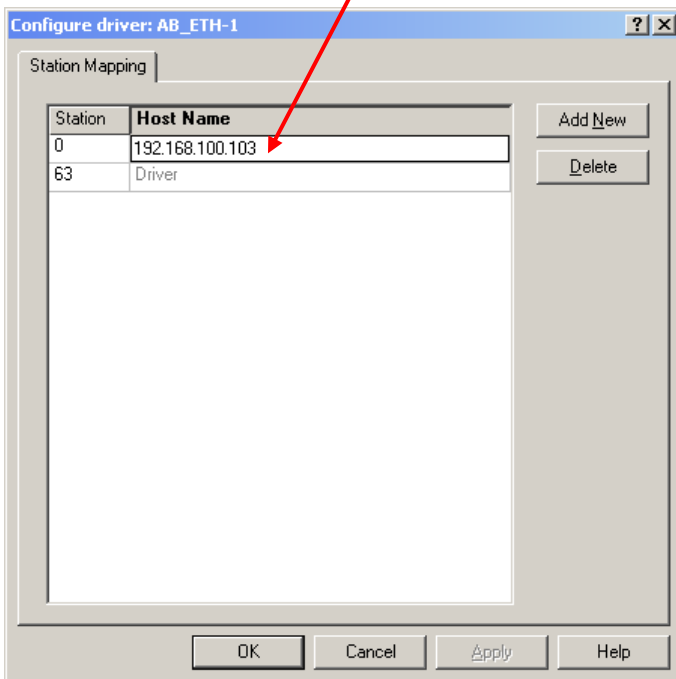 Configure driver: AB_ETH-1 ? X
Station Mapping
Station Host Name
Add New
0 192.168.100.103
63 Driver
Delete
OK Cancel Apply Help